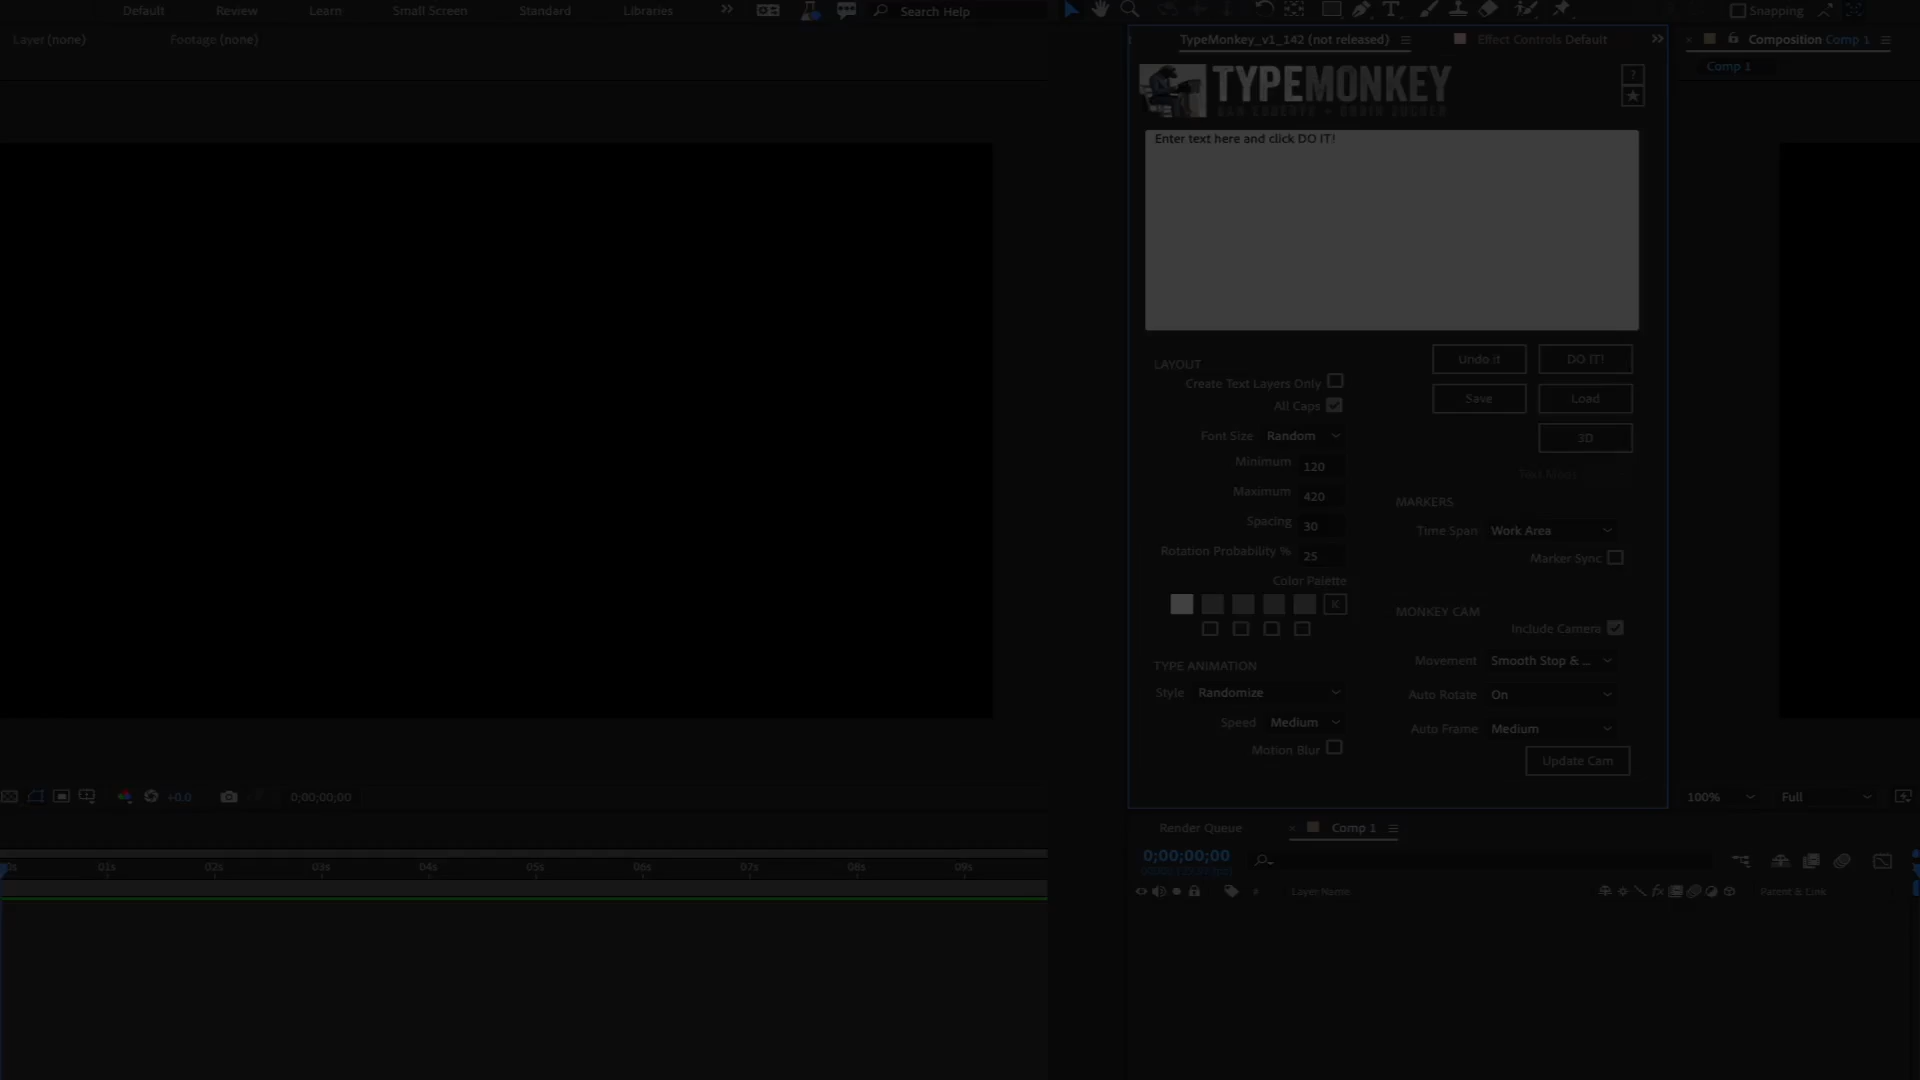 Default Review Learn Small Screen Standard Libraries Search Help Snapping
Layer (none) Footage (none)
TypeMonkey_v1_142 (not released) Effect Controls Default
Composition Comp 1
Comp 1
TYPEMONKEY
?
Enter text here and click DO IT!
LAYOUT
Create Text Layers Only
All Caps
Font Size Random
Minimum 120
Maximum 420
Spacing 30
Rotation Probability % 25
Color Palette
K
TYPE ANIMATION
Style Randomize
Speed Medium
Motion Blur
Undo it DO IT!
Save Load
3D
MARKERS
Time Span Work Area
Marker Sync
MONKEY CAM
Include Camera
Movement Smooth Stop & ...
Auto Rotate On
Auto Frame Medium
Update Cam
+0.0 0;00;00;00
100% Full
Render Queue Comp 1
0;00;00;00
01s 02s 03s 04s 05s 06s 07s 08s 09s
# Layer Name fx Parent & Link